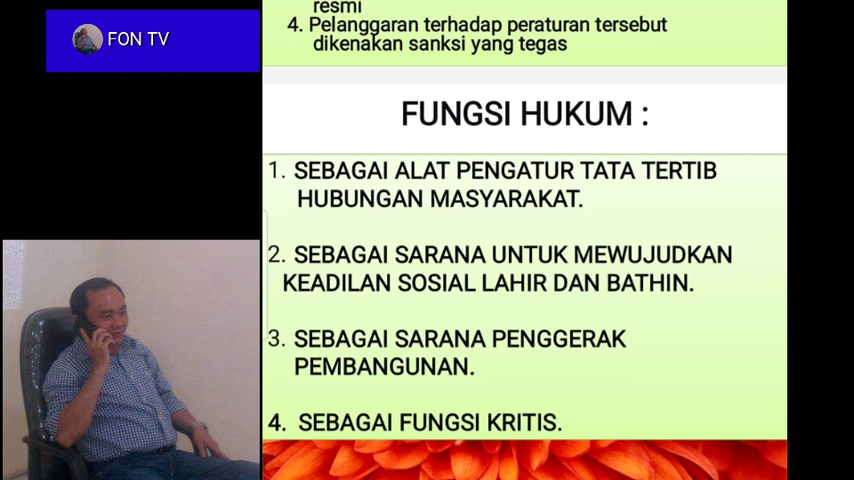 FON TV
resmi
4. Pelanggaran terhadap peraturan tersebut
dikenakan sanksi yang tegas
FUNGSI HUKUM :
1. SEBAGAI ALAT PENGATUR TATA TERTIB
HUBUNGAN MASYARAKAT.
2. SEBAGAI SARANA UNTUK MEWUJUDKAN
KEADILAN SOSIAL LAHIR DAN BATHIN.
3. SEBAGAI SARANA PENGGERAK
PEMBANGUNAN.
4. SEBAGAI FUNGSI KRITIS.